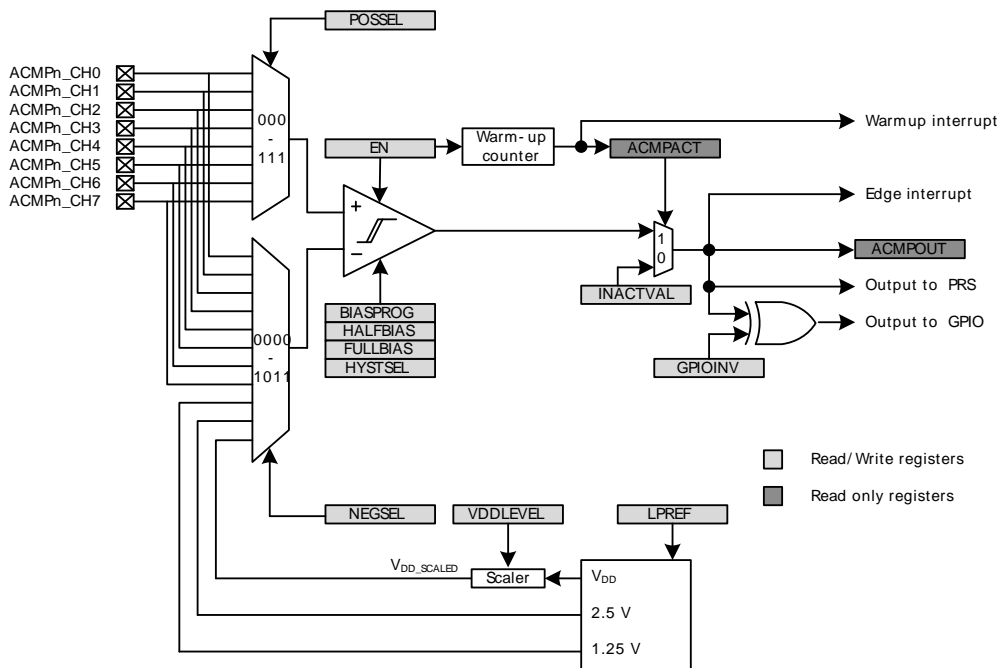 POSSEL
ACMPn_CH0
ACMPn_CH1
ACMPn_CH2
ACMPn_CH3
ACMPn_CH4
ACMPn_CH5
ACMPn_CH6
ACMPn_CH7
000
-
111
EN
Warm-up
counter
ACMPACT
Warmup interrupt
Edge interrupt
+
−
1
0
ACMPOUT
INACTVAL
Output to PRS
Output to GPIO
BIASPROG
HALFBIAS
FULLBIAS
HYSTSEL
0000
-
1011
GPIOINV
Read/Write registers
Read only registers
NEGSEL
VDDLEVEL
LPREF
VDD_SCALED
Scaler
VDD
2.5 V
1.25 V